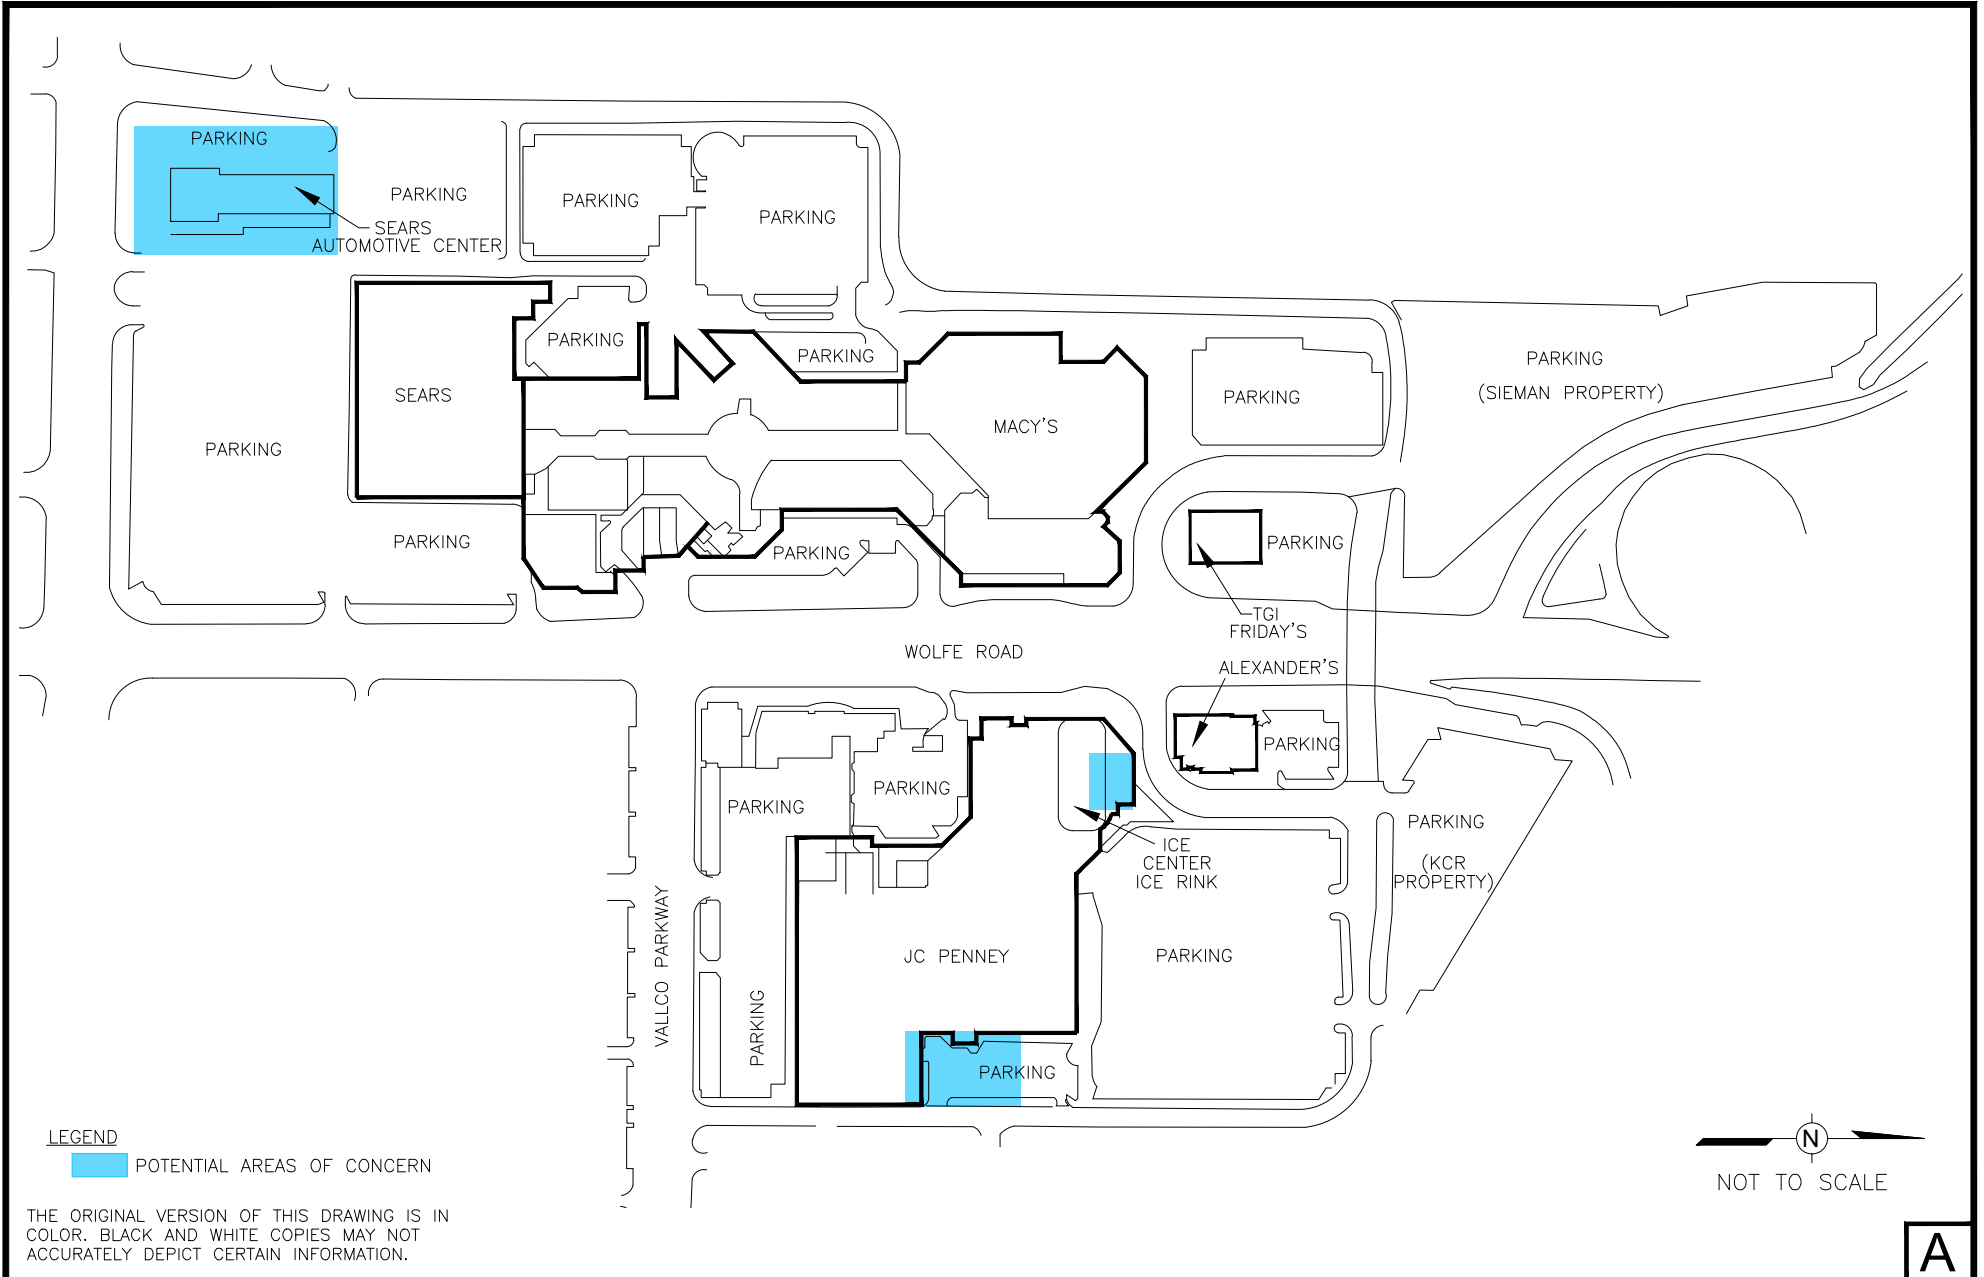 PARKING
PARKING
PARKING
PARKING
SEARS
AUTOMOTIVE CENTER
PARKING
PARKING
PARKING
(SIEMAN PROPERTY)
SEARS
PARKING
MACY'S
PARKING
PARKING
PARKING
PARKING
TGI
FRIDAY'S
WOLFE ROAD
ALEXANDER'S
PARKING
PARKING
PARKING
PARKING
(KCR
PROPERTY)
ICE
CENTER
ICE RINK
VALLCO PARKWAY
JC PENNEY
PARKING
PARKING
PARKING
LEGEND
POTENTIAL AREAS OF CONCERN
N
NOT TO SCALE
THE ORIGINAL VERSION OF THIS DRAWING IS IN
COLOR. BLACK AND WHITE COPIES MAY NOT
ACCURATELY DEPICT CERTAIN INFORMATION.
A